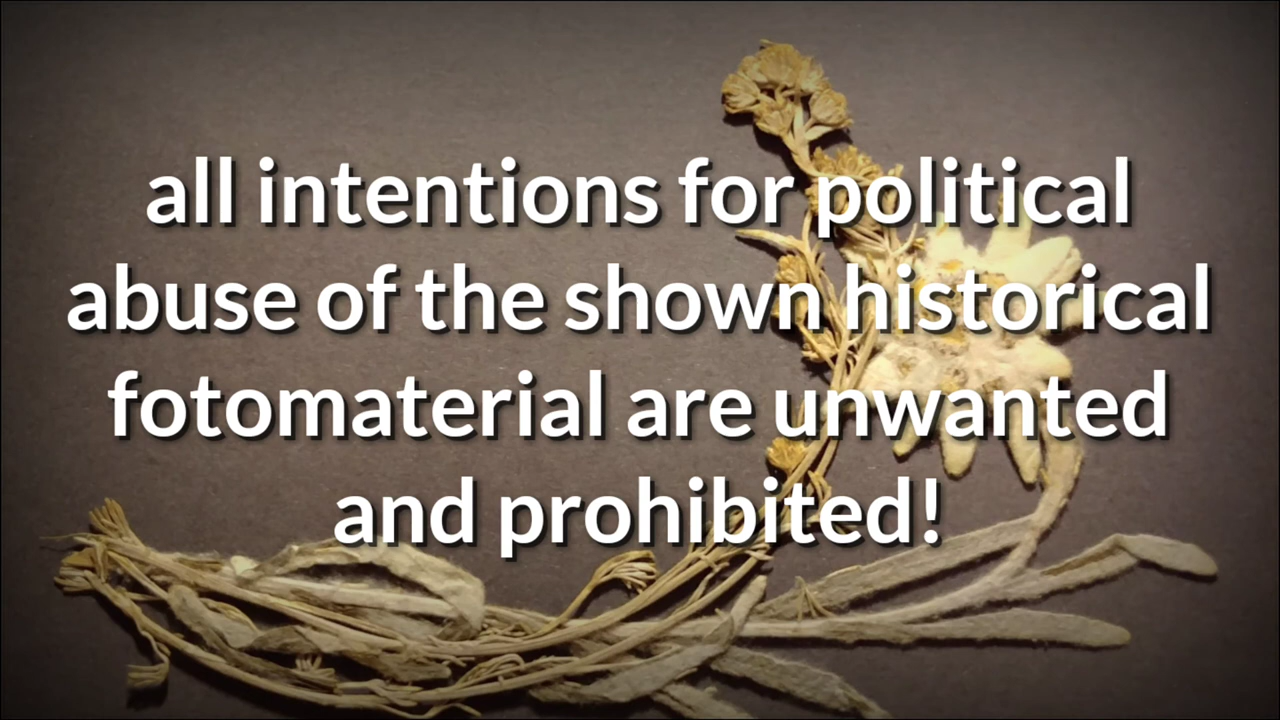 all intentions for political
abuse of the shown historical
fotomaterial are unwanted
and prohibited!